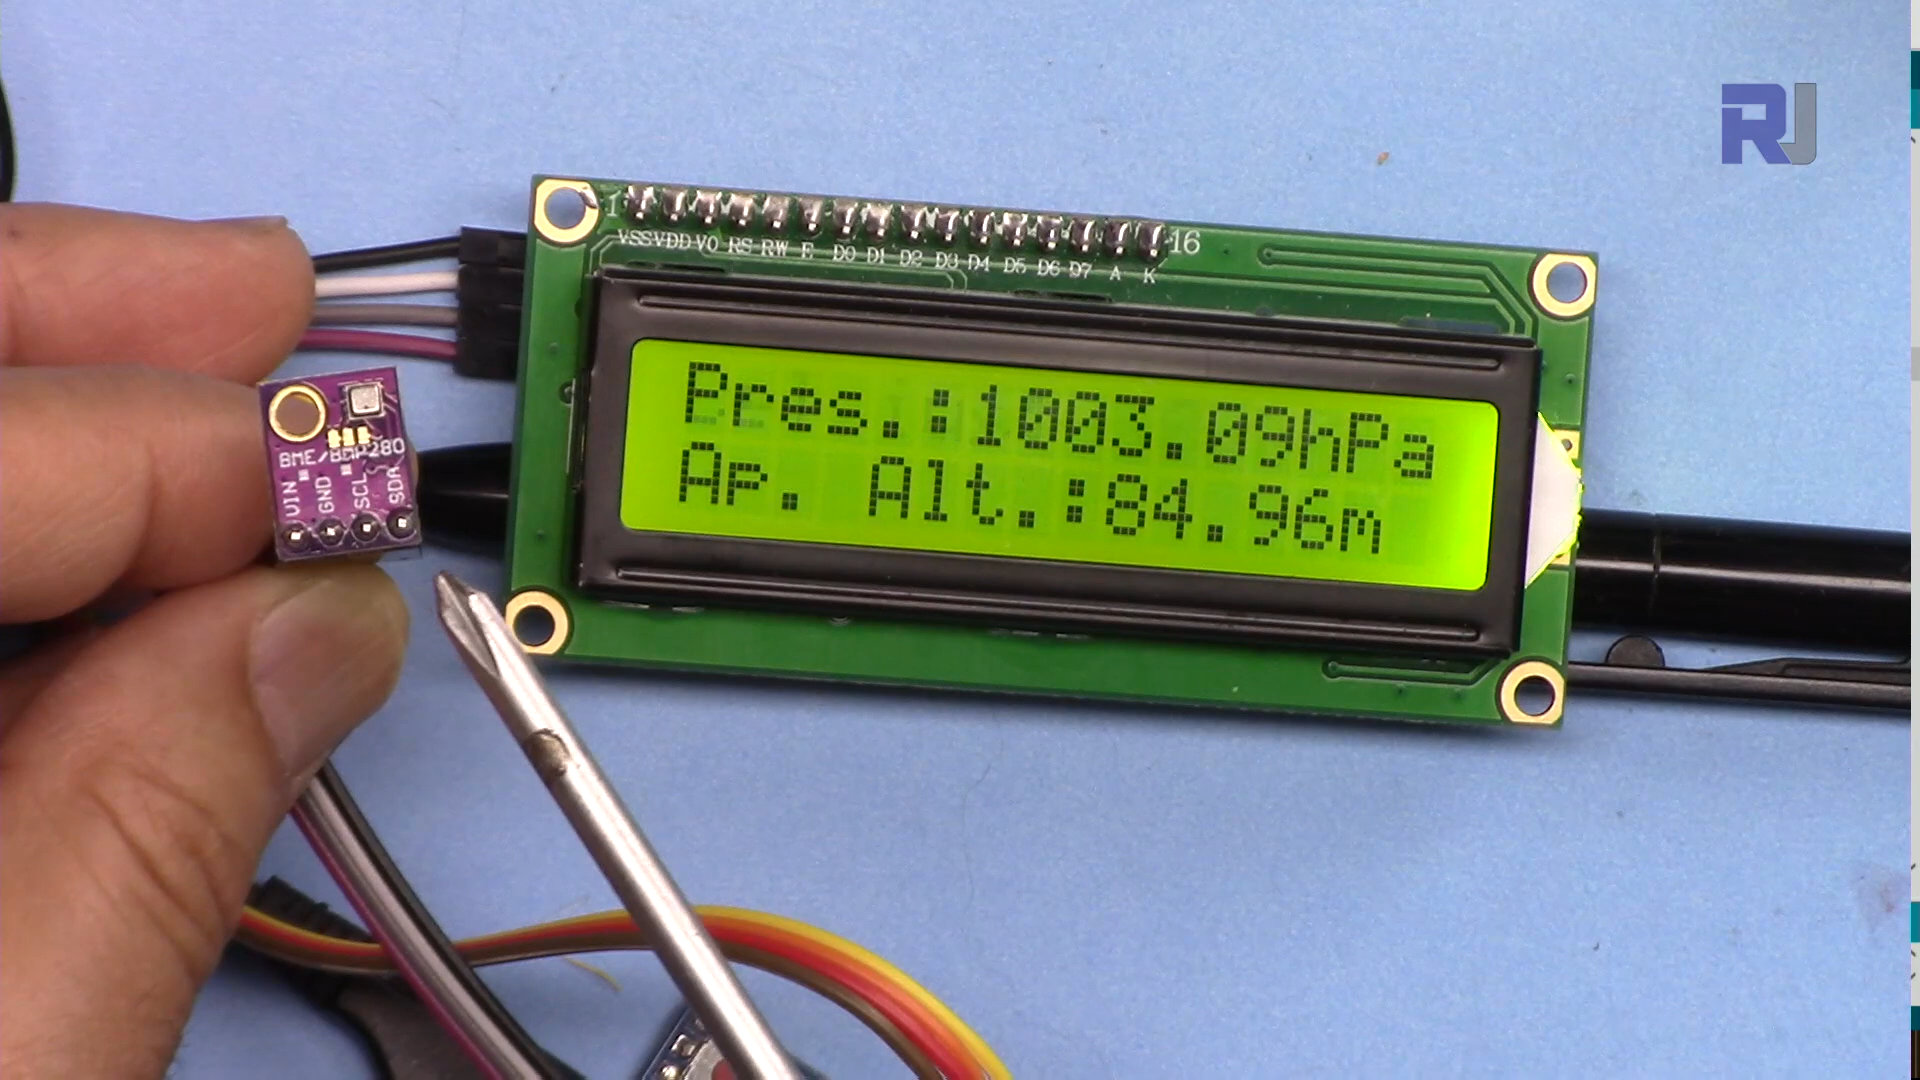 RJ
1 16
VSS VDD V0 RS RW E D0 D1 D2 D3 D4 D5 D6 D7 A K
Pres.:1003.09hPa
Ap. Alt.:84.96m
BME/BMP280
VIN
GND
SCL
SDA